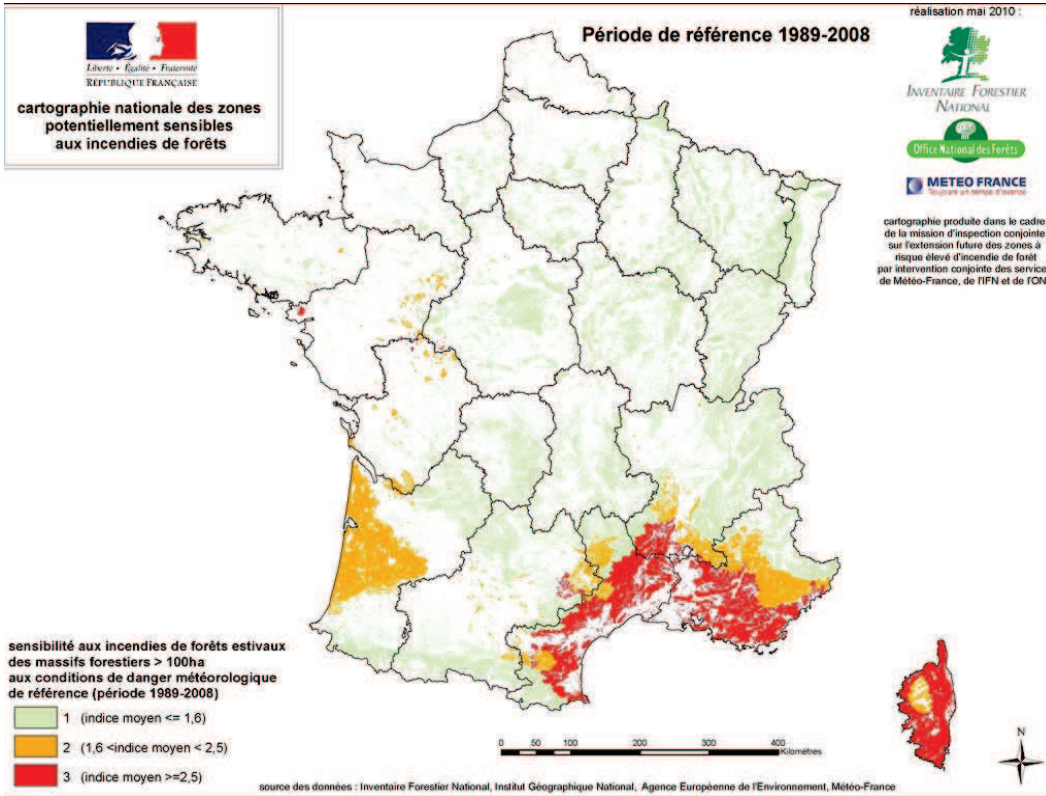 Liberté • Égalité • Fraternité
RÉPUBLIQUE FRANÇAISE
cartographie nationale des zones
potentiellement sensibles
aux incendies de forêts
Période de référence 1989-2008
réalisation mai 2010 :
INVENTAIRE FORESTIER
NATIONAL
Office National des Forêts
METEO FRANCE
Toujours un temps d'avance
cartographie produite dans le cadre
de la mission d'inspection conjointe
sur l'extension future des zones à
risque élevé d'incendie de forêt
par intervention conjointe des service
de Météo-France, de l'IFN et de l'ON
sensibilité aux incendies de forêts estivaux
des massifs forestiers > 100ha
aux conditions de danger météorologique
de référence (période 1989-2008)
1 (indice moyen <= 1,6)
2 (1,6 <indice moyen < 2,5)
3 (indice moyen >=2,5)
0 50 100 200 300 400
Kilomètres
N
source des données : Inventaire Forestier National, Institut Géographique National, Agence Européenne de l'Environnement, Météo-France